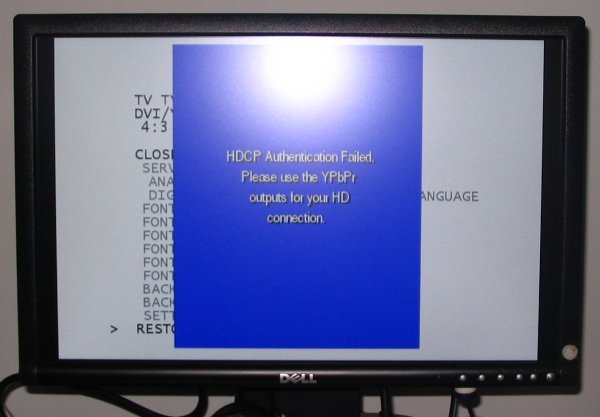 TV TY
DVI/Y
4:3
CLOSE
SERV
ANA
DIG
ANGUAGE
FONT
FONT
FONT
FONT
FONT
FONT
BACK
BACK
SETT
> RESTO
HDCP Authentication Failed.
Please use the YPbPr
outputs for your HD
connection.
DELL